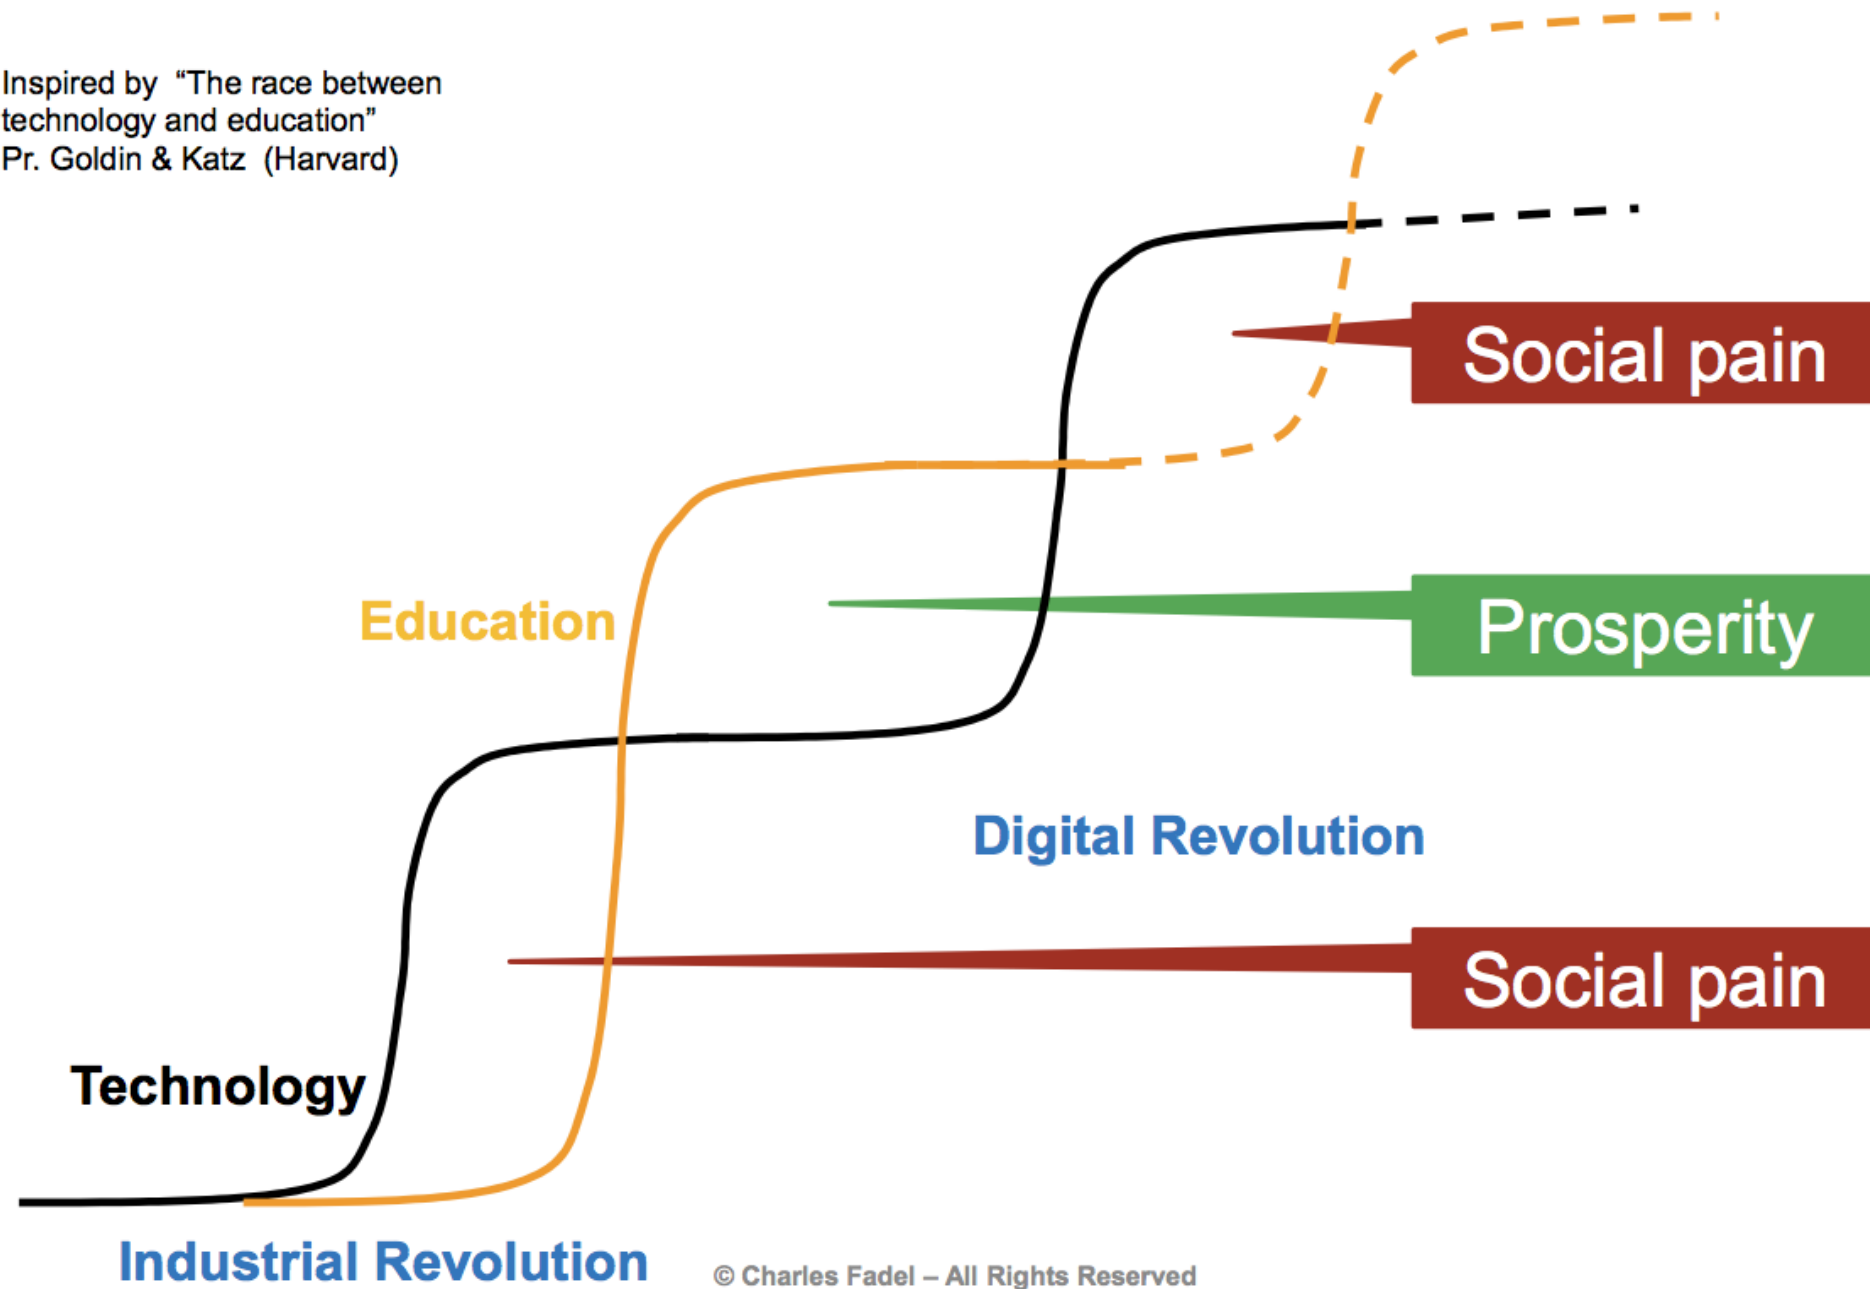 Inspired by “The race between
technology and education”
Pr. Goldin & Katz (Harvard)
Social pain
Education
Prosperity
Digital Revolution
Social pain
Technology
Industrial Revolution
© Charles Fadel – All Rights Reserved